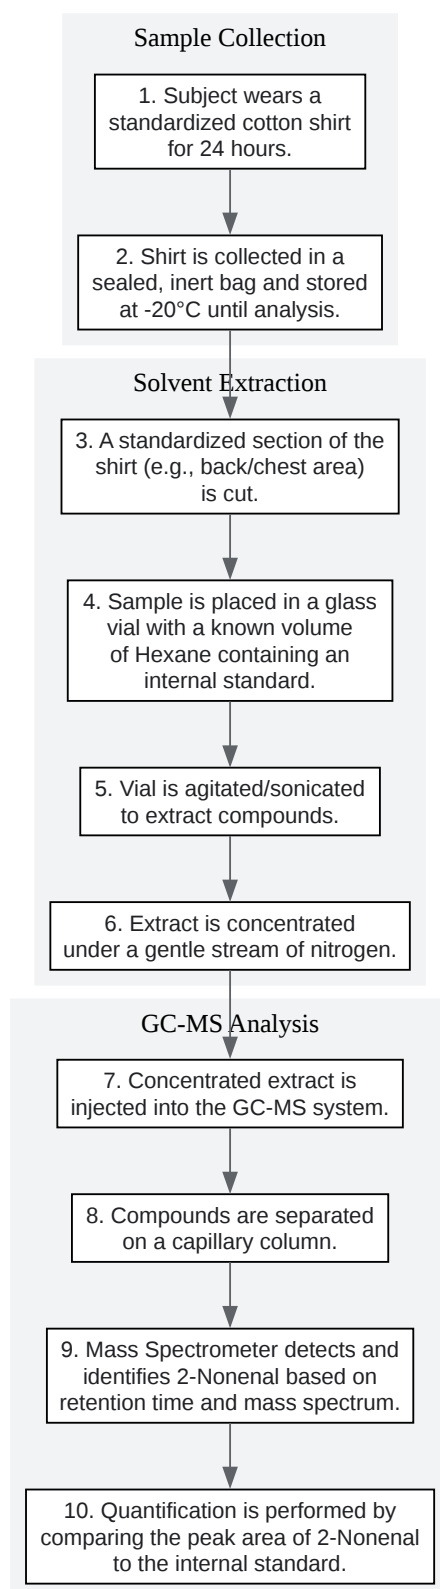 Sample Collection
1. Subject wears a
standardized cotton shirt
for 24 hours.
2. Shirt is collected in a
sealed, inert bag and stored
at -20°C until analysis.
Solvent Extraction
3. A standardized section of the
shirt (e.g., back/chest area)
is cut.
4. Sample is placed in a glass
vial with a known volume
of Hexane containing an
internal standard.
5. Vial is agitated/sonicated
to extract compounds.
6. Extract is concentrated
under a gentle stream of nitrogen.
GC-MS Analysis
7. Concentrated extract is
injected into the GC-MS system.
8. Compounds are separated
on a capillary column.
9. Mass Spectrometer detects and
identifies 2-Nonenal based on
retention time and mass spectrum.
10. Quantification is performed by
comparing the peak area of 2-Nonenal
to the internal standard.